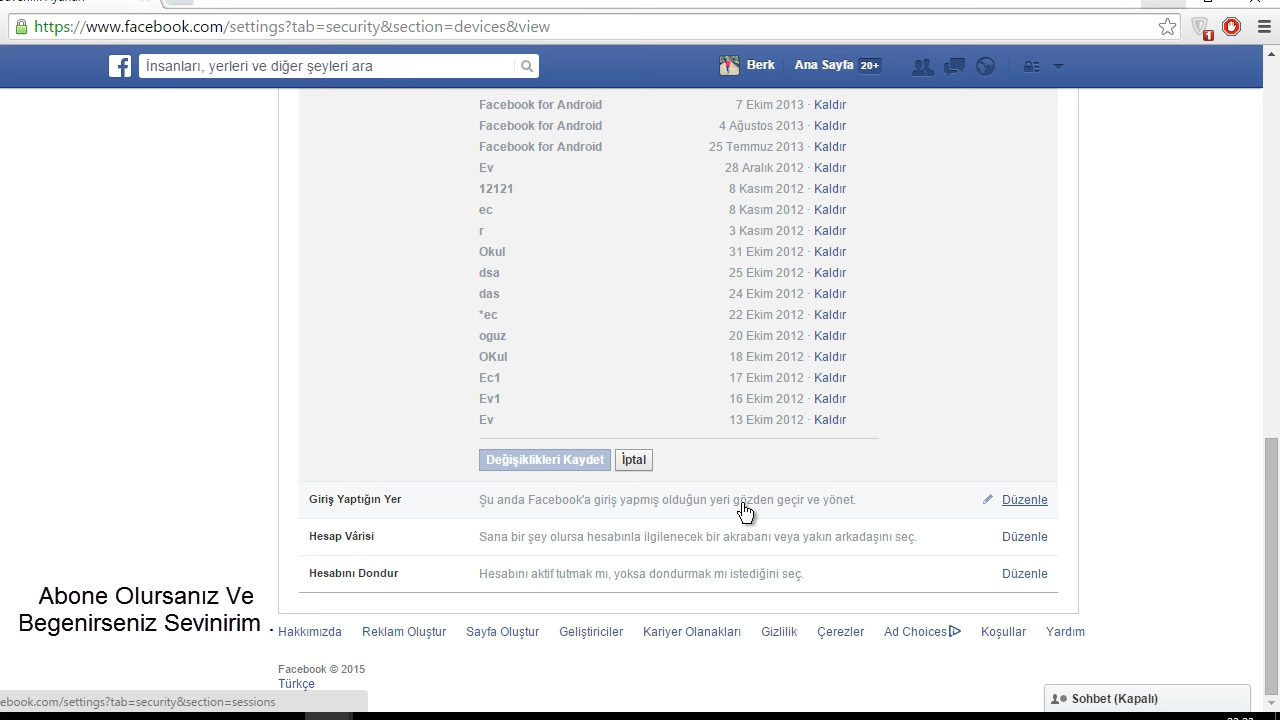 https://www.facebook.com/settings?tab=security&section=devices&view
1
İnsanları, yerleri ve diğer şeyleri ara
Berk
Ana Sayfa 20+
Facebook for Android 7 Ekim 2013 · Kaldır
Facebook for Android 4 Ağustos 2013 · Kaldır
Facebook for Android 25 Temmuz 2013 · Kaldır
Ev 28 Aralık 2012 · Kaldır
12121 8 Kasım 2012 · Kaldır
ec 8 Kasım 2012 · Kaldır
r 3 Kasım 2012 · Kaldır
Okul 31 Ekim 2012 · Kaldır
dsa 25 Ekim 2012 · Kaldır
das 24 Ekim 2012 · Kaldır
*ec 22 Ekim 2012 · Kaldır
oguz 20 Ekim 2012 · Kaldır
OKul 18 Ekim 2012 · Kaldır
Ec1 17 Ekim 2012 · Kaldır
Ev1 16 Ekim 2012 · Kaldır
Ev 13 Ekim 2012 · Kaldır
Değişiklikleri Kaydet İptal
Giriş Yaptığın Yer Şu anda Facebook'a giriş yapmış olduğun yeri gözden geçir ve yönet. Düzenle
Hesap Vârisi Sana bir şey olursa hesabınla ilgilenecek bir akrabanı veya yakın arkadaşını seç. Düzenle
Hesabını Dondur Hesabını aktif tutmak mı, yoksa dondurmak mı istediğini seç. Düzenle
Abone Olursanız Ve
Begenirseniz Sevinirim .
Hakkımızda Reklam Oluştur Sayfa Oluştur Geliştiriciler Kariyer Olanakları Gizlilik Çerezler Ad Choices Koşullar Yardım
Facebook © 2015
Türkçe
ebook.com/settings?tab=security&section=sessions
Sohbet (Kapalı)